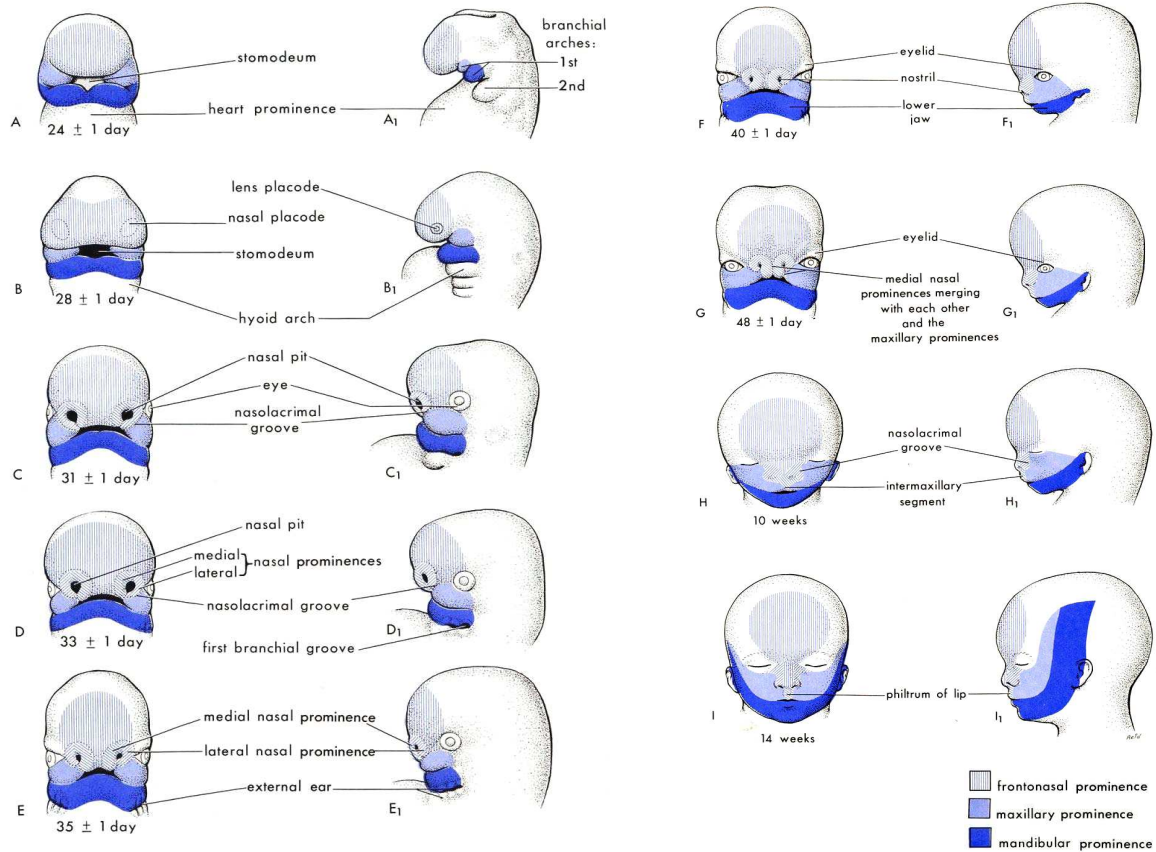 branchial
arches:
stomodeum
1st
2nd
heart prominence
A
24 ± 1 day
A1
lens placode
nasal placode
stomodeum
B
28 ± 1 day
B1
hyoid arch
nasal pit
eye
nasolacrimal
groove
C
31 ± 1 day
C1
nasal pit
medial
lateral
nasal prominences
nasolacrimal groove
D
33 ± 1 day
D1
first branchial groove
medial nasal prominence
lateral nasal prominence
external ear
E
35 ± 1 day
E1
eyelid
nostril
lower
jaw
F
40 ± 1 day
F1
eyelid
medial nasal
prominences merging
with each other
and the
maxillary prominences
G
48 ± 1 day
G1
nasolacrimal
groove
intermaxillary
segment
H
10 weeks
H1
philtrum of lip
I
14 weeks
I1
frontonasal prominence
maxillary prominence
mandibular prominence